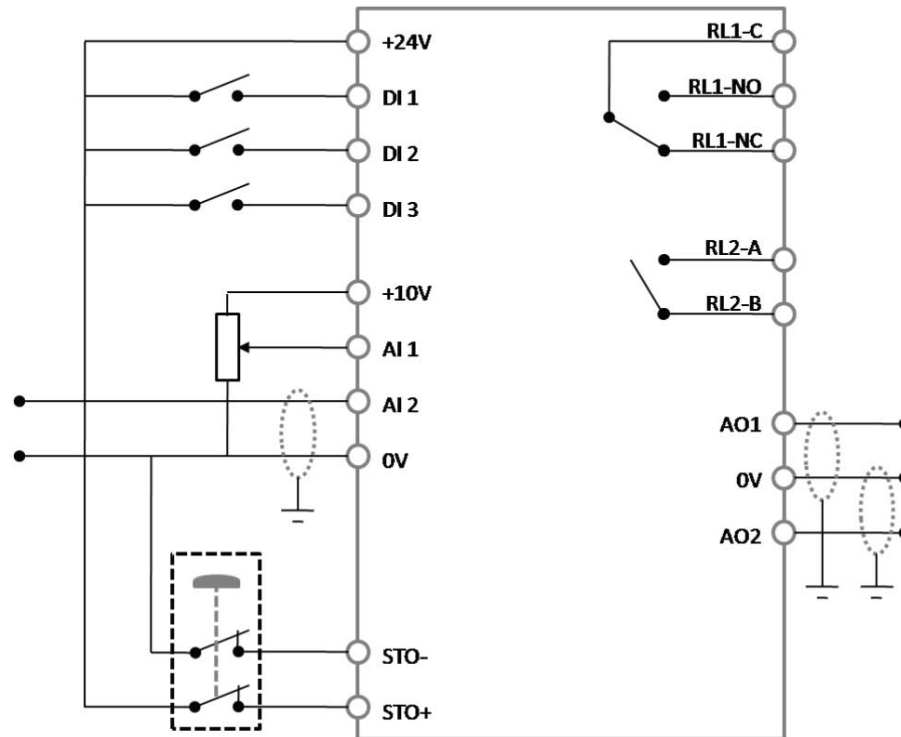 +24V
DI 1
DI 2
DI 3
+10V
AI 1
AI 2
0V
STO-
STO+
RL1-C
RL1-NO
RL1-NC
RL2-A
RL2-B
AO1
0V
AO2